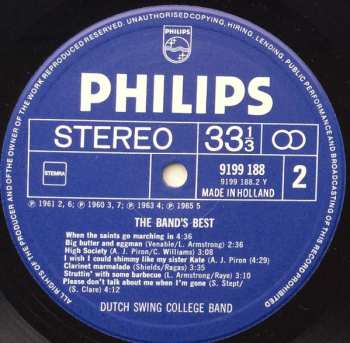 ALL RIGHTS OF THE PRODUCER AND OF THE OWNER OF THE WORK REPRODUCED RESERVED. UNAUTHORISED COPYING, HIRING, LENDING, PUBLIC PERFORMANCE AND BROADCASTING OF THIS RECORD PROHIBITED
PHILIPS
PHILIPS
STEREO 33 1/3
STEMRA
9199 188
9199 188.2 Y
MADE IN HOLLAND
2
℗ 1961 2, 6; ℗ 1960 3, 7; ℗ 1963 4; ℗ 1965 5
THE BAND'S BEST
When the saints go marching in 4:36
Big butter and eggman (Venable/L. Armstrong) 2:36
High Society (A. J. Piron/C. Williams) 3:00
I wish I could shimmy like my sister Kate (A. J. Piron) 4:29
Clarinet marmalade (Shields/Ragas) 3:35
Struttin' with some barbecue (L. Armstrong/Raye) 3:10
Please don't talk about me when I'm gone (S. Stept/
S. Clare) 4:12
DUTCH SWING COLLEGE BAND